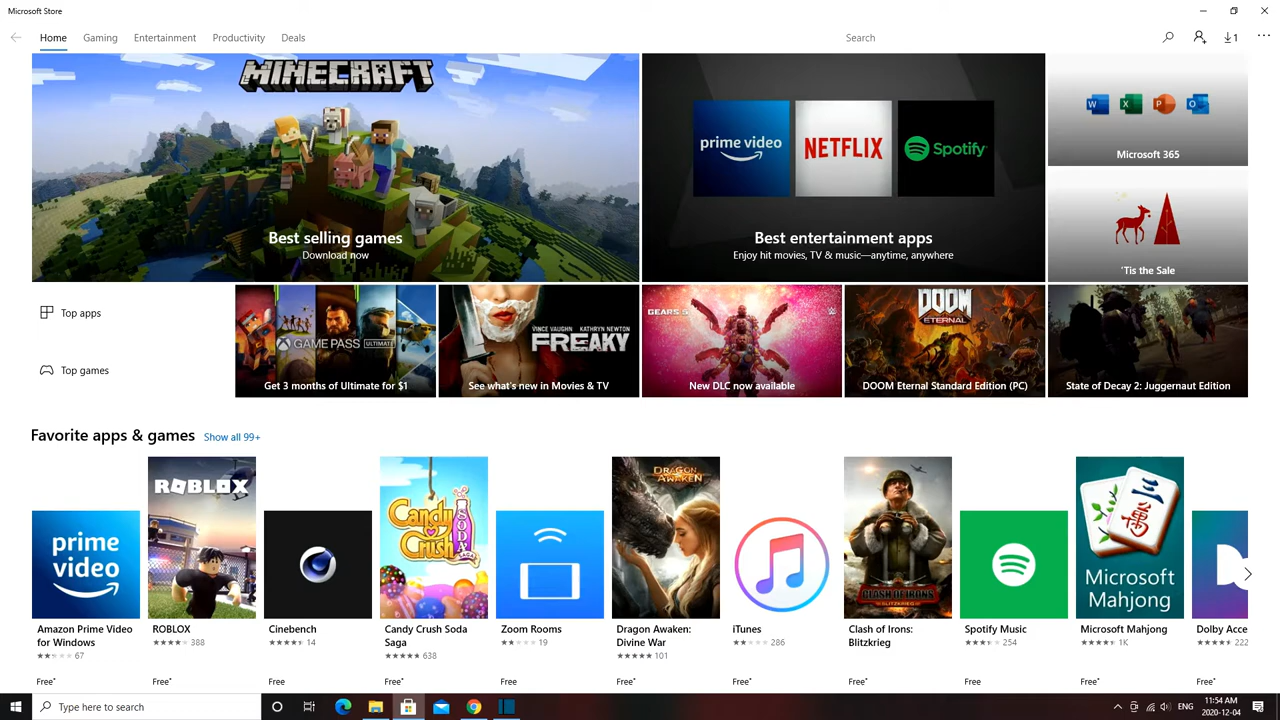 Microsoft Store
Home
Gaming
Entertainment
Productivity
Deals
Search
1
MINECRAFT
Best selling games
Download now
prime video
NETFLIX
Spotify
Best entertainment apps
Enjoy hit movies, TV & music—anytime, anywhere
W
X
P
O
Microsoft 365
'Tis the Sale
Top apps
Top games
GAME PASS ULTIMATE
Get 3 months of Ultimate for $1
VINCE VAUGHN KATHRYN NEWTON
FREAKY
See what's new in Movies & TV
GEARS 5
New DLC now available
DOOM
ETERNAL
DOOM Eternal Standard Edition (PC)
State of Decay 2: Juggernaut Edition
Favorite apps & games
Show all 99+
prime
video
Amazon Prime Video
for Windows
67
Free+
ROBLOX
ROBLOX
388
Free+
Cinebench
14
Free
Candy
Crush
SODA
SAGA
Candy Crush Soda
Saga
638
Free+
Zoom Rooms
19
Free
DRAGON
AWAKEN
Dragon Awaken:
Divine War
101
Free+
iTunes
286
Free
CLASH OF IRONS
BLITZKRIEG
Clash of Irons:
Blitzkrieg
Free+
Spotify Music
254
Free
三
萬
Microsoft
Mahjong
Microsoft Mahjong
1K
Free+
D
Dolby Acce
222
Free+
Type here to search
ENG
11:54 AM
2020-12-04